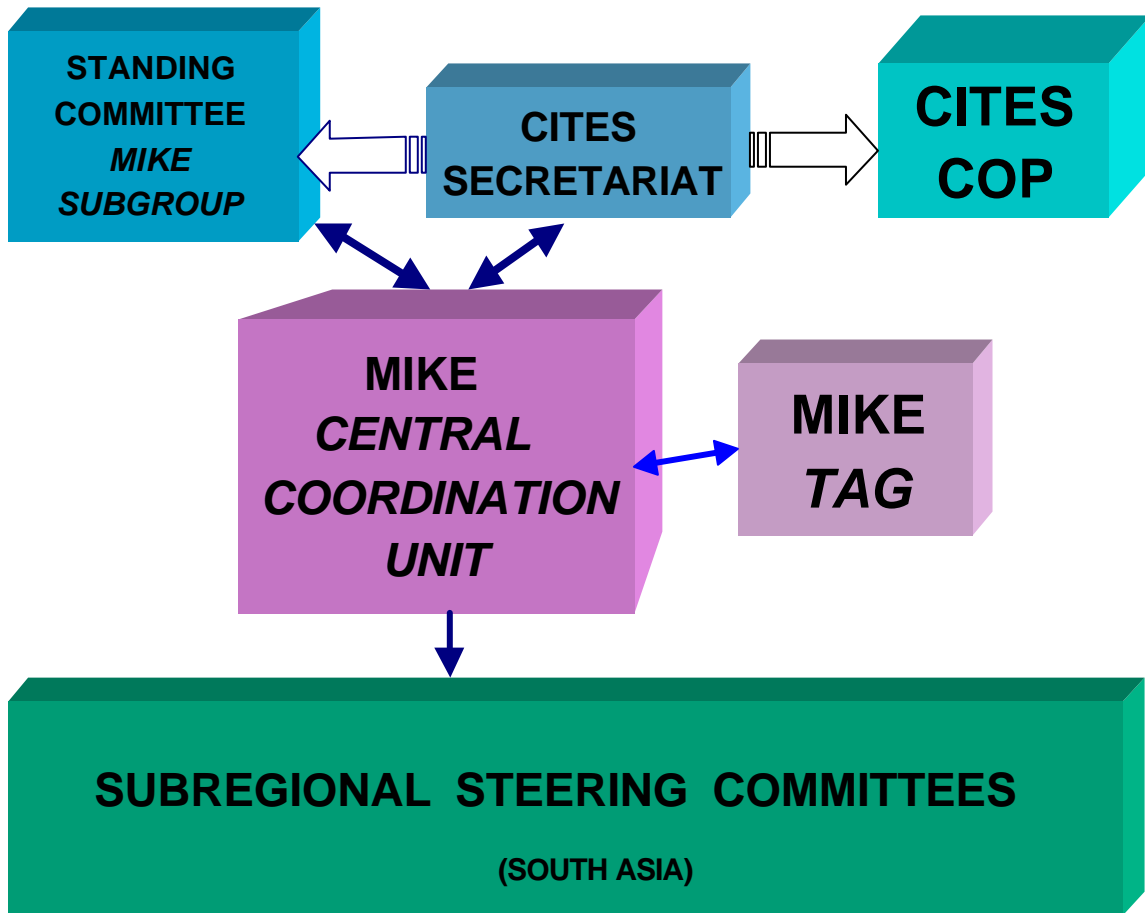 STANDING
COMMITTEE
MIKE
SUBGROUP
CITES
SECRETARIAT
CITES
COP
MIKE
CENTRAL
COORDINATION
UNIT
MIKE
TAG
SUBREGIONAL STEERING COMMITTEES
(SOUTH ASIA)